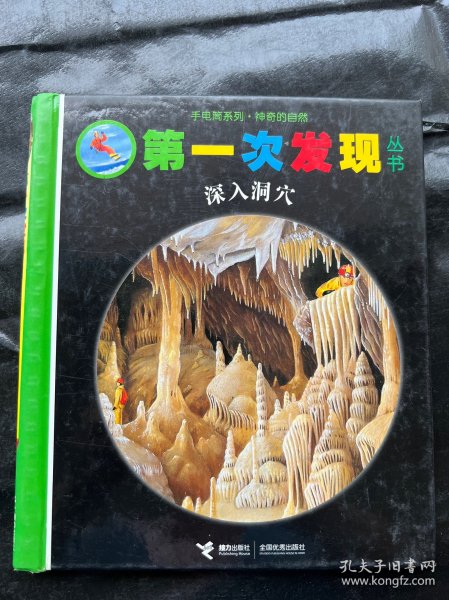 手电筒系列·神奇的自然
第一次发现丛书
深入洞穴
接力出版社
Publishing House
全国优秀出版社
孔夫子旧书网
www.kongfz.com